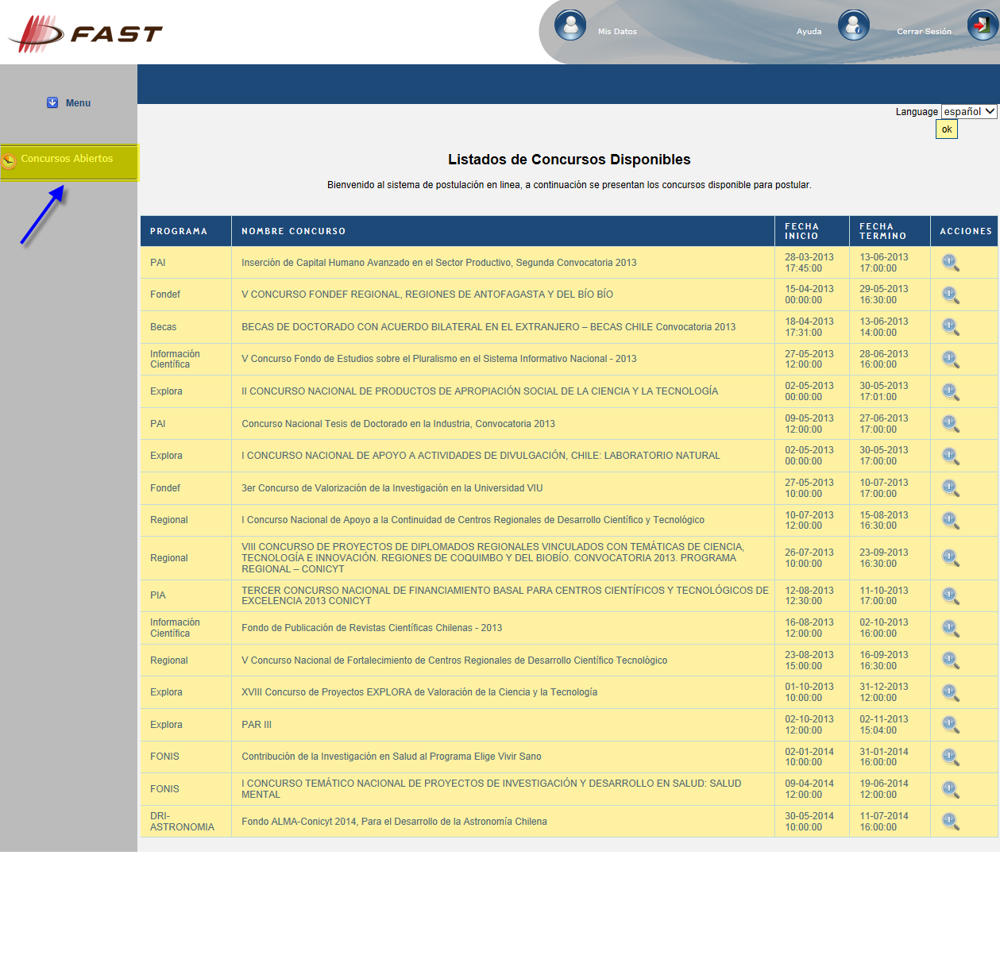 FAST
Mis Datos
Ayuda
Cerrar Sesión
Menu
Language español
ok
Concursos Abiertos
Listados de Concursos Disponibles
Bienvenido al sistema de postulación en linea, a continuación se presentan los concursos disponible para postular.
PROGRAMA NOMBRE CONCURSO FECHA INICIO FECHA TERMINO ACCIONES
PAI Inserción de Capital Humano Avanzado en el Sector Productivo, Segunda Convocatoria 2013 28-03-2013 17:45:00 13-06-2013 17:00:00
Fondef V CONCURSO FONDEF REGIONAL, REGIONES DE ANTOFAGASTA Y DEL BÍO BÍO 15-04-2013 00:00:00 29-05-2013 16:30:00
Becas BECAS DE DOCTORADO CON ACUERDO BILATERAL EN EL EXTRANJERO – BECAS CHILE Convocatoria 2013 18-04-2013 17:31:00 13-06-2013 14:00:00
Información Científica V Concurso Fondo de Estudios sobre el Pluralismo en el Sistema Informativo Nacional - 2013 27-05-2013 12:00:00 28-06-2013 16:00:00
Explora II CONCURSO NACIONAL DE PRODUCTOS DE APROPIACIÓN SOCIAL DE LA CIENCIA Y LA TECNOLOGÍA 02-05-2013 00:00:00 30-05-2013 17:01:00
PAI Concurso Nacional Tesis de Doctorado en la Industria, Convocatoria 2013 09-05-2013 12:00:00 27-06-2013 17:00:00
Explora I CONCURSO NACIONAL DE APOYO A ACTIVIDADES DE DIVULGACIÓN, CHILE: LABORATORIO NATURAL 02-05-2013 00:00:00 30-05-2013 17:00:00
Fondef 3er Concurso de Valorización de la Investigación en la Universidad VIU 27-05-2013 10:00:00 10-07-2013 17:00:00
Regional I Concurso Nacional de Apoyo a la Continuidad de Centros Regionales de Desarrollo Científico y Tecnológico 10-07-2013 12:00:00 15-08-2013 16:30:00
Regional VIII CONCURSO DE PROYECTOS DE DIPLOMADOS REGIONALES VINCULADOS CON TEMÁTICAS DE CIENCIA, TECNOLOGÍA E INNOVACIÓN. REGIONES DE COQUIMBO Y DEL BIOBÍO. CONVOCATORIA 2013. PROGRAMA REGIONAL – CONICYT 26-07-2013 10:00:00 23-09-2013 16:30:00
PIA TERCER CONCURSO NACIONAL DE FINANCIAMIENTO BASAL PARA CENTROS CIENTÍFICOS Y TECNOLÓGICOS DE EXCELENCIA 2013 CONICYT 12-08-2013 12:30:00 11-10-2013 17:00:00
Información Científica Fondo de Publicación de Revistas Científicas Chilenas - 2013 16-08-2013 12:00:00 02-10-2013 16:00:00
Regional V Concurso Nacional de Fortalecimiento de Centros Regionales de Desarrollo Científico Tecnológico 23-08-2013 15:00:00 16-09-2013 16:30:00
Explora XVIII Concurso de Proyectos EXPLORA de Valoración de la Ciencia y la Tecnología 01-10-2013 10:00:00 31-12-2013 12:00:00
Explora PAR III 02-10-2013 12:00:00 02-11-2013 15:04:00
FONIS Contribución de la Investigación en Salud al Programa Elige Vivir Sano 02-01-2014 10:00:00 31-01-2014 16:00:00
FONIS I CONCURSO TEMÁTICO NACIONAL DE PROYECTOS DE INVESTIGACIÓN Y DESARROLLO EN SALUD: SALUD MENTAL 09-04-2014 12:00:00 19-06-2014 12:00:00
DRI-ASTRONOMIA Fondo ALMA-Conicyt 2014, Para el Desarrollo de la Astronomía Chilena 30-05-2014 10:00:00 11-07-2014 16:00:00